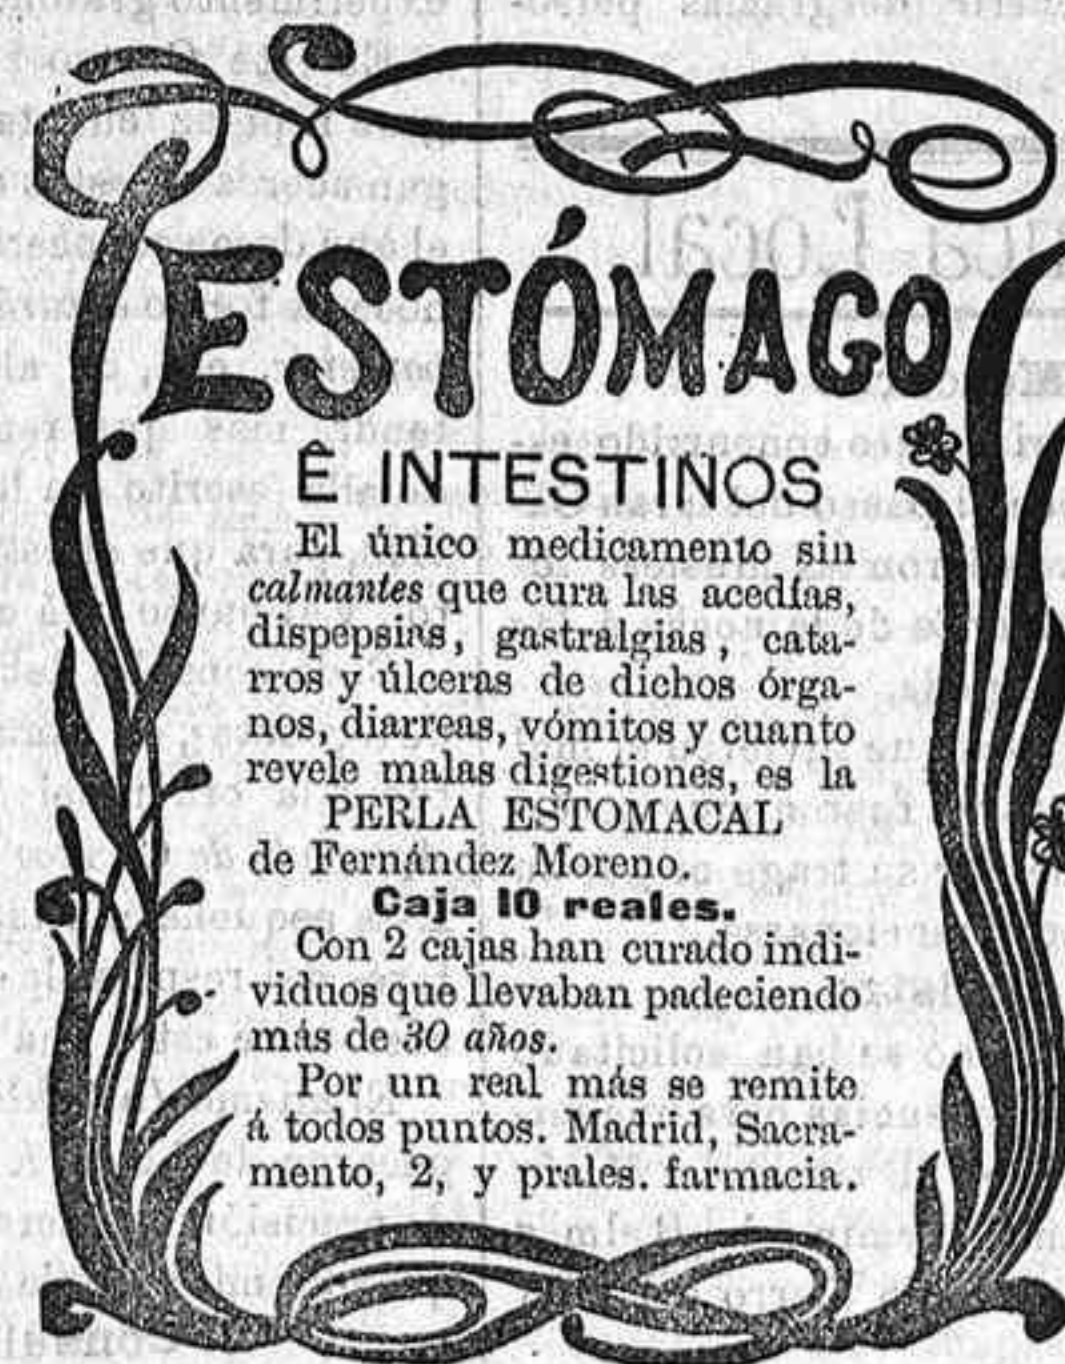 ESTÓMAGO
Ê INTESTINOS
El único medicamento sin
calmantes que cura las acedías,
dispepsias, gastralgias, cata-
rros y úlceras de dichos órga-
nos, diarreas, vómitos y cuanto
revele malas digestiones, es la
PERLA ESTOMACAL
de Fernández Moreno.
Caja 10 reales.
Con 2 cajas han curado indi-
viduos que llevaban padeciendo
más de 30 años.
Por un real más se remite
á todos puntos. Madrid, Sacra-
mento, 2, y prales. farmacia.